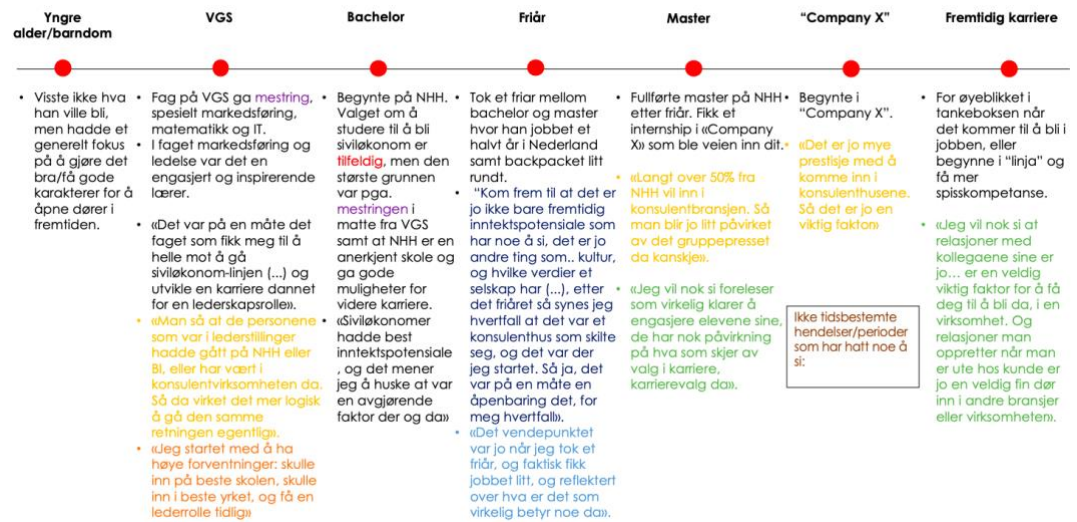 Yngre
alder/barndom
VGS
Bachelor
Friår
Master
“Company X”
Fremtidig karriere
• Visste ikke hva
han ville bli,
men hadde et
generelt fokus
på å gjøre det
bra/få gode
karakterer for å
åpne dører i
fremtiden.
• Fag på VGS ga mestring,
spesielt markedsføring,
matematikk og IT.
• I faget markedsføring og
ledelse var det en
engasjert og inspirerende
lærer.
• «Det var på en måte det
faget som fikk meg til å
helle mot å gå
siviløkonom-linjen (...) og
utvikle en karriere dannet
for en lederskapsrolle».
• «Man så at de personene
som var i lederstillinger
hadde gått på NHH eller
BI, eller har vært i
konsulentvirksomheten da.
Så da virket det mer logisk
å gå den samme
retningen egentlig».
• «Jeg startet med å ha
høye forventninger: skulle
inn på beste skolen, skulle
inn i beste yrket, og få en
lederrolle tidlig»
• Begynte på NHH.
Valget om å
studere til å bli
siviløkonom er
tilfeldig, men den
største grunnen
var pga.
mestringen i
matte fra VGS
samt at NHH er en
anerkjent skole og
ga gode
muligheter for
videre karriere.
• «Siviløkonomer
hadde best
inntektspotensiale
, og det mener
jeg å huske at var
en avgjørende
faktor der og da»
• Tok et friar mellom
bachelor og master
hvor han jobbet et
halvt år i Nederland
samt backpacket litt
rundt.
• “Kom frem til at det er
jo ikke bare fremtidig
inntektspotensiale som
har noe å si, det er jo
andre ting som.. kultur,
og hvilke verdier et
selskap har (...), etter
det friåret så synes jeg
hvertfall at det var et
konsulenthus som skilte
seg, og det var der
jeg startet. Så ja, det
var på en måte en
åpenbaring det, for
meg hvertfall».
• «Det vendepunktet
var jo når jeg tok et
friår, og faktisk fikk
jobbet litt, og reflektert
over hva er det som
virkelig betyr noe da».
Fullførte master på NHH
etter friår. Fikk et
internship i «Company
X» som ble veien inn dit.
• «Langt over 50% fra
NHH vil inn i
konsulentbransjen. Så
man blir jo litt påvirket
av det gruppepresset
da kanskje».
• «Jeg vil nok si foreleser
som virkelig klarer å
engasjere elevene sine,
de har nok påvirkning
på hva som skjer av
valg i karriere,
karrierevalg da».
• Begynte i
“Company X”.
• «Det er jo mye
prestisje med å
komme inn i
konsulenthusene.
Så det er jo en
viktig faktor»
Ikke tidsbestemte
hendelser/perioder
som har hatt noe å
si:
• For øyeblikket i
tankeboksen når
det kommer til å bli i
jobben, eller
begynne i “linja” og
få mer
spisskompetanse.
• «Jeg vil nok si at
relasjoner med
kollegaene sine er
jo... er en veldig
viktig faktor for å få
deg til å bli da, i en
virksomhet. Og
relasjoner man
oppretter når man
er ute hos kunde er
jo en veldig fin dør
inn i andre bransjer
eller virksomheter».